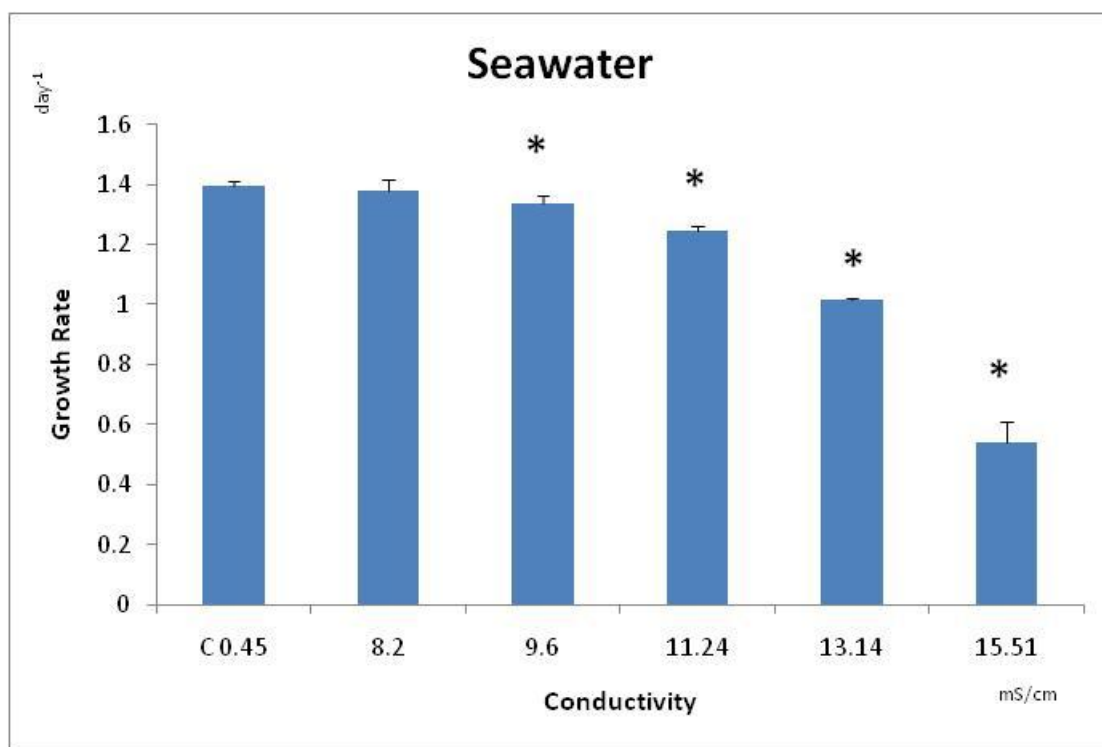 Seawater
day-1
1.6
1.4
1.2
1
0.8
0.6
0.4
0.2
0
Growth Rate
*
*
*
*
C 0.45 8.2 9.6 11.24 13.14 15.51
Conductivity
mS/cm